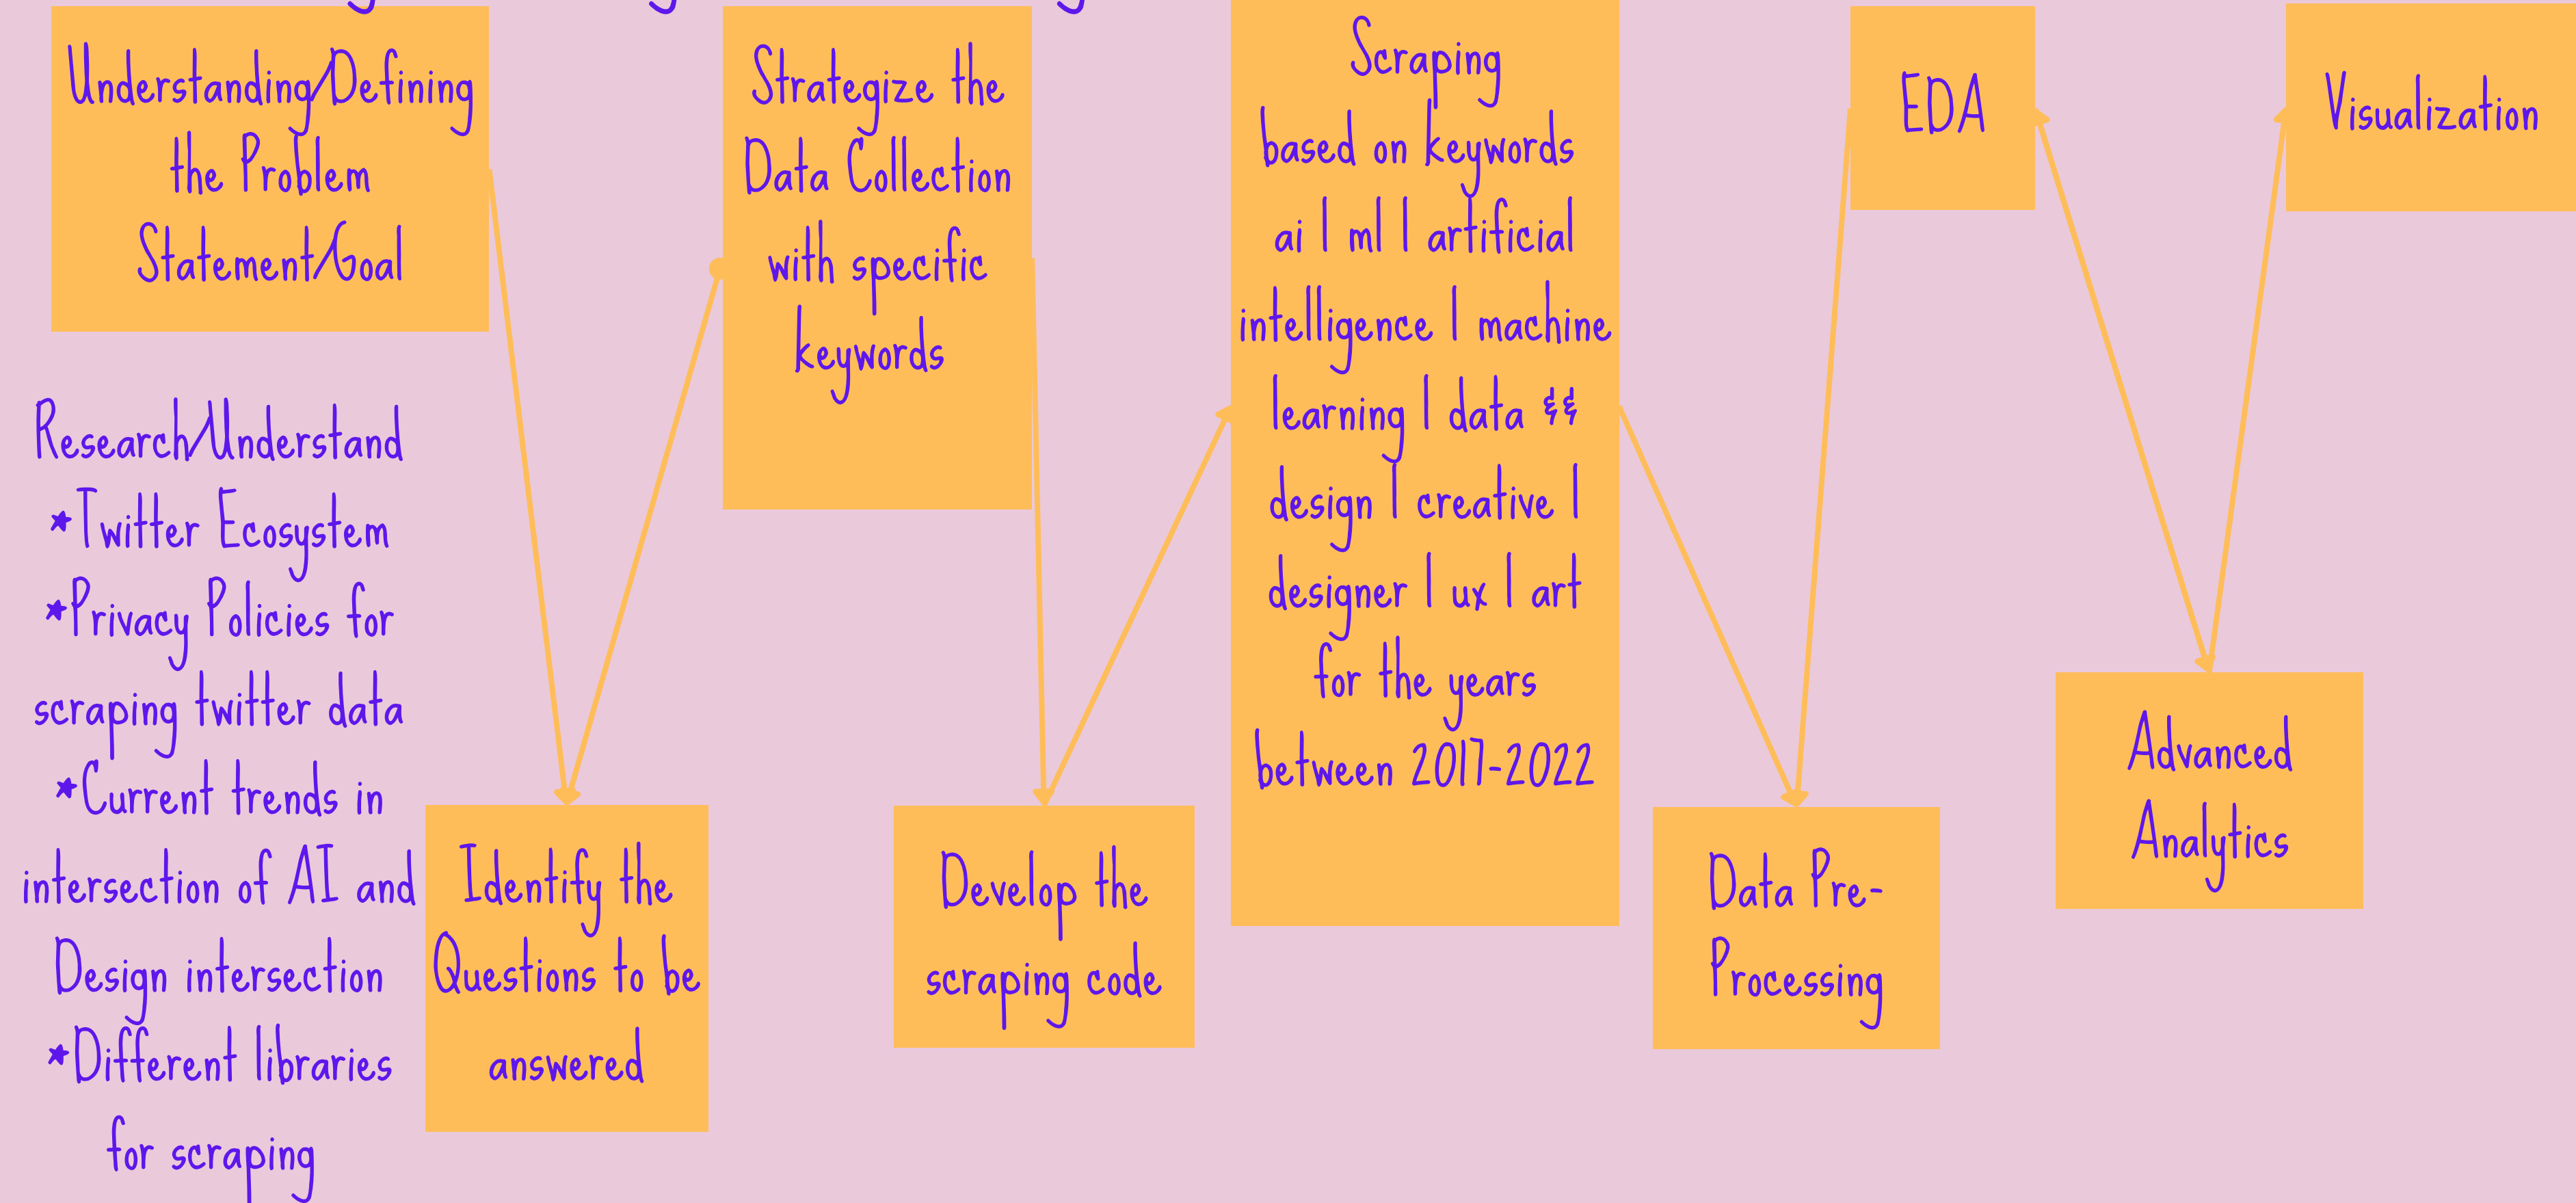 Understanding/Defining
the Problem
Statement/Goal
Research/Understand
*Twitter Ecosystem
*Privacy Policies for
scraping twitter data
*Current trends in
intersection of AI and
Design intersection
*Different libraries
for scraping
Identify the
Questions to be
answered
Strategize the
Data Collection
with specific
keywords
Develop the
scraping code
Scraping
based on keywords
ai | ml | artificial
intelligence | machine
learning | data &&
design | creative |
designer | ux | art
for the years
between 2017-2022
Data Pre-
Processing
EDA
Advanced
Analytics
Visualization